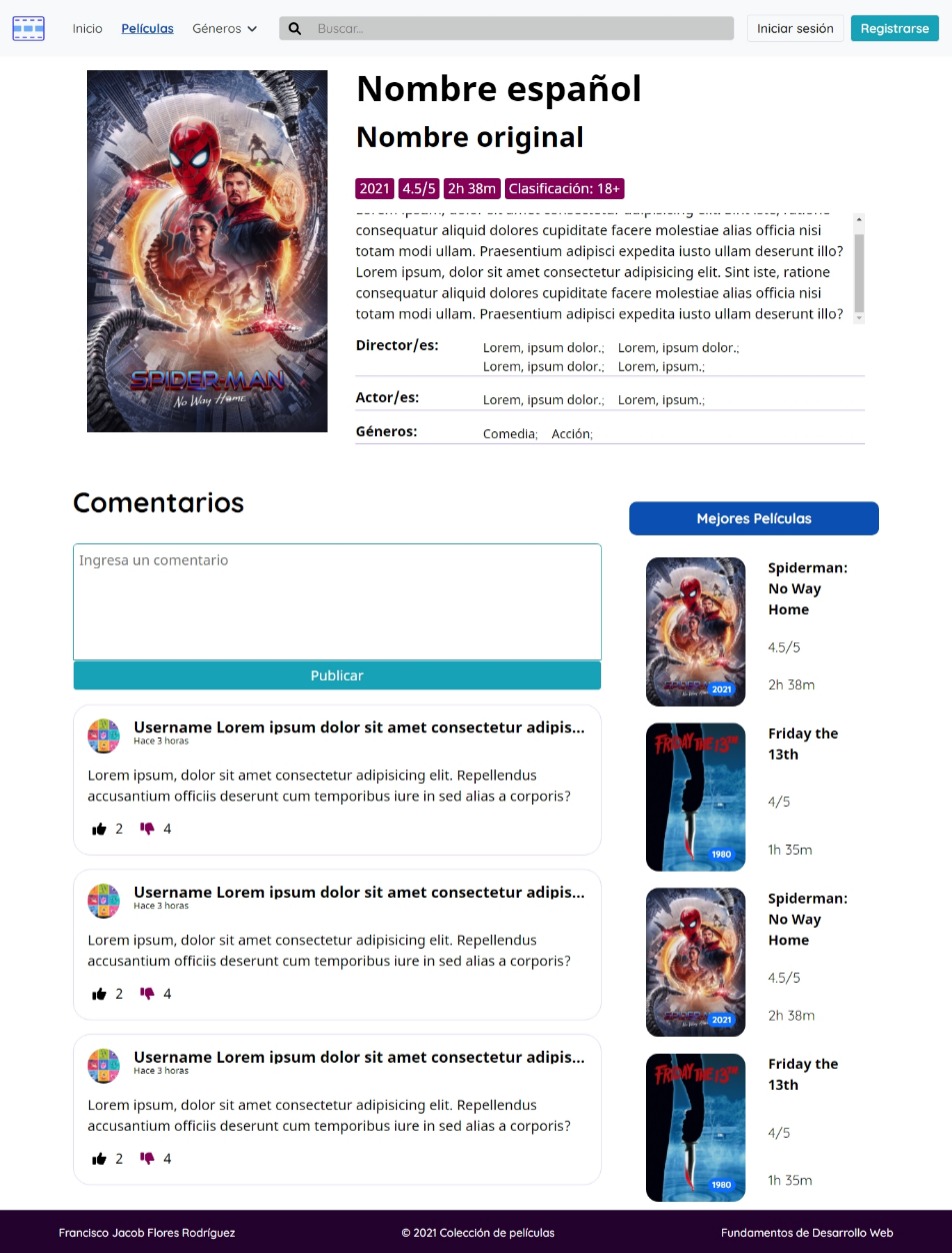 Inicio Películas Géneros Buscar... Iniciar sesión Registrarse
Nombre español
Nombre original
2021 4.5/5 2h 38m Clasificación: 18+
Lorem ipsum, dolor sit amet consectetur adipisicing elit. Sint iste, ratione
consequatur aliquid dolores cupiditate facere molestiae alias officia nisi
totam modi ullam. Praesentium adipisci expedita iusto ullam deserunt illo?
Lorem ipsum, dolor sit amet consectetur adipisicing elit. Sint iste, ratione
consequatur aliquid dolores cupiditate facere molestiae alias officia nisi
totam modi ullam. Praesentium adipisci expedita iusto ullam deserunt illo?
Director/es: Lorem, ipsum dolor.; Lorem, ipsum dolor.;
Lorem, ipsum dolor.; Lorem, ipsum.;
Actor/es: Lorem, ipsum dolor.; Lorem, ipsum.;
Géneros: Comedia; Acción;
SPIDER-MAN
No Way Home
Comentarios
Ingresa un comentario
Publicar
Username Lorem ipsum dolor sit amet consectetur adipis...
Hace 3 horas
Lorem ipsum, dolor sit amet consectetur adipisicing elit. Repellendus
accusantium officiis deserunt cum temporibus iure in sed alias a corporis?
2 4
Username Lorem ipsum dolor sit amet consectetur adipis...
Hace 3 horas
Lorem ipsum, dolor sit amet consectetur adipisicing elit. Repellendus
accusantium officiis deserunt cum temporibus iure in sed alias a corporis?
2 4
Username Lorem ipsum dolor sit amet consectetur adipis...
Hace 3 horas
Lorem ipsum, dolor sit amet consectetur adipisicing elit. Repellendus
accusantium officiis deserunt cum temporibus iure in sed alias a corporis?
2 4
Mejores Películas
Spiderman:
No Way
Home
4.5/5
2h 38m
2021
FRIDAY THE 13TH
Friday the
13th
4/5
1h 35m
1980
Spiderman:
No Way
Home
4.5/5
2h 38m
2021
FRIDAY THE 13TH
Friday the
13th
4/5
1h 35m
1980
Francisco Jacob Flores Rodríguez © 2021 Colección de películas Fundamentos de Desarrollo Web